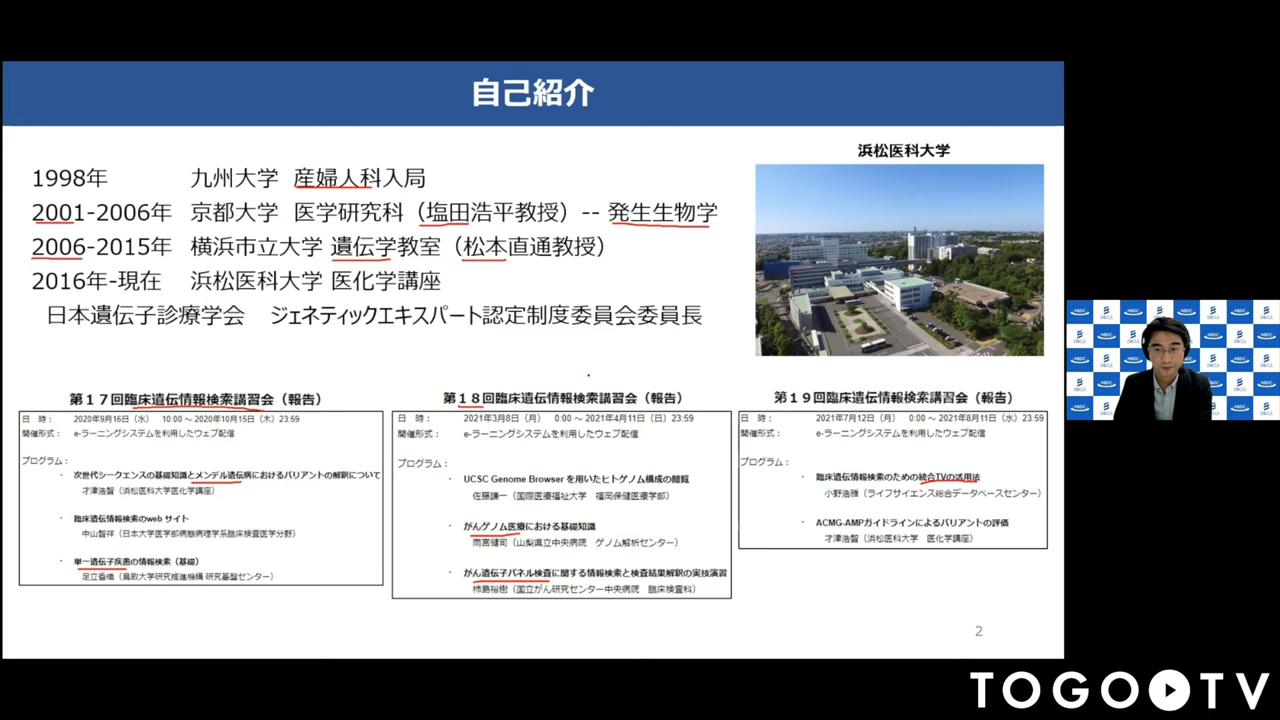 自己紹介
浜松医科大学
1998年 九州大学 産婦人科入局
2001-2006年 京都大学 医学研究科（塩田浩平教授）-- 発生生物学
2006-2015年 横浜市立大学 遺伝学教室（松本直通教授）
2016年-現在 浜松医科大学 医化学講座
日本遺伝子診療学会 ジェネティックエキスパート認定制度委員会委員長
第１７回臨床遺伝情報検索講習会（報告）
日 時： 2020年9月16日（水） 10:00 ～ 2020年10月15日（木）23:59
開催形式： e-ラーニングシステムを利用したウェブ配信
プログラム：
・ 次世代シークエンスの基礎知識とメンデル遺伝病におけるバリアントの解釈について
才津浩智（浜松医科大学医化学講座）
・ 臨床遺伝情報検索のweb サイト
中山智祥（日本大学医学部病態病理学系臨床検査医学分野）
・ 単一遺伝子疾患の情報検索（基礎）
足立香織（鳥取大学研究推進機構 研究基盤センター）
第１８回臨床遺伝情報検索講習会（報告）
日 時： 2021年3月8日（月） 0:00 ～ 2021年4月11日（日）23:59
開催形式： e-ラーニングシステムを利用したウェブ配信
プログラム：
・ UCSC Genome Browser を用いたヒトゲノム構成の閲覧
佐藤謙一（国際医療福祉大学 福岡保健医療学部）
・ がんゲノム医療における基礎知識
雨宮健司（山梨県立中央病院 ゲノム解析センター）
・ がん遺伝子パネル検査に関する情報検索と検査結果解釈の実技演習
柿島裕樹（国立がん研究センター中央病院 臨床検査科）
第１９回臨床遺伝情報検索講習会（報告）
日 時： 2021年7月12日（月） 0:00 ～ 2021年8月11日（水）23:59
開催形式： e-ラーニングシステムを利用したウェブ配信
プログラム：
・ 臨床遺伝情報検索のための統合TVの活用法
小野浩雅（ライフサイエンス統合データベースセンター）
・ ACMG-AMPガイドラインによるバリアントの評価
才津浩智（浜松医科大学 医化学講座）
2
NBDC
DBCLS
TOGO TV